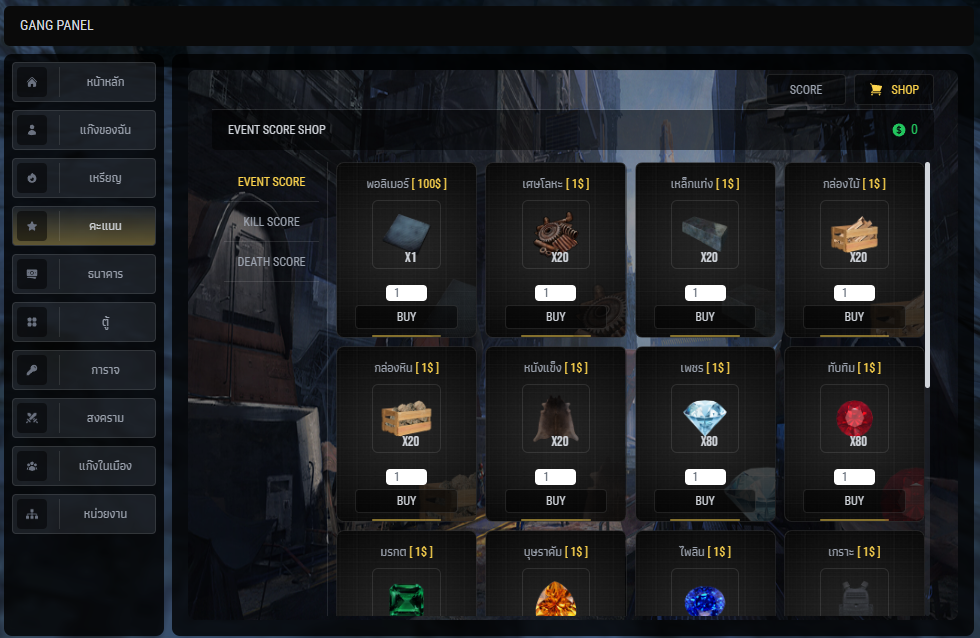 GANG PANEL
หน้าหลัก
แก๊งของฉัน
เหรียญ
คะแนน
ธนาคาร
ตู้
การาจ
สงคราม
แก๊งในเมือง
หน่วยงาน
SCORE
SHOP
EVENT SCORE SHOP
0
EVENT SCORE
KILL SCORE
DEATH SCORE
พอลิเมอร์ [ 100$ ] เศษโลหะ [ 1$ ] เหล็กแท่ง [ 1$ ] กล่องไม้ [ 1$ ]
X1 X20 X20 X20
1 1 1 1
BUY BUY BUY BUY
กล่องหิน [ 1$ ] หนังแข็ง [ 1$ ] เพชร [ 1$ ] ทับทิม [ 1$ ]
X20 X20 X80 X80
1 1 1 1
BUY BUY BUY BUY
มรกต [ 1$ ] บุษราคัม [ 1$ ] ไพลิน [ 1$ ] เกราะ [ 1$ ]